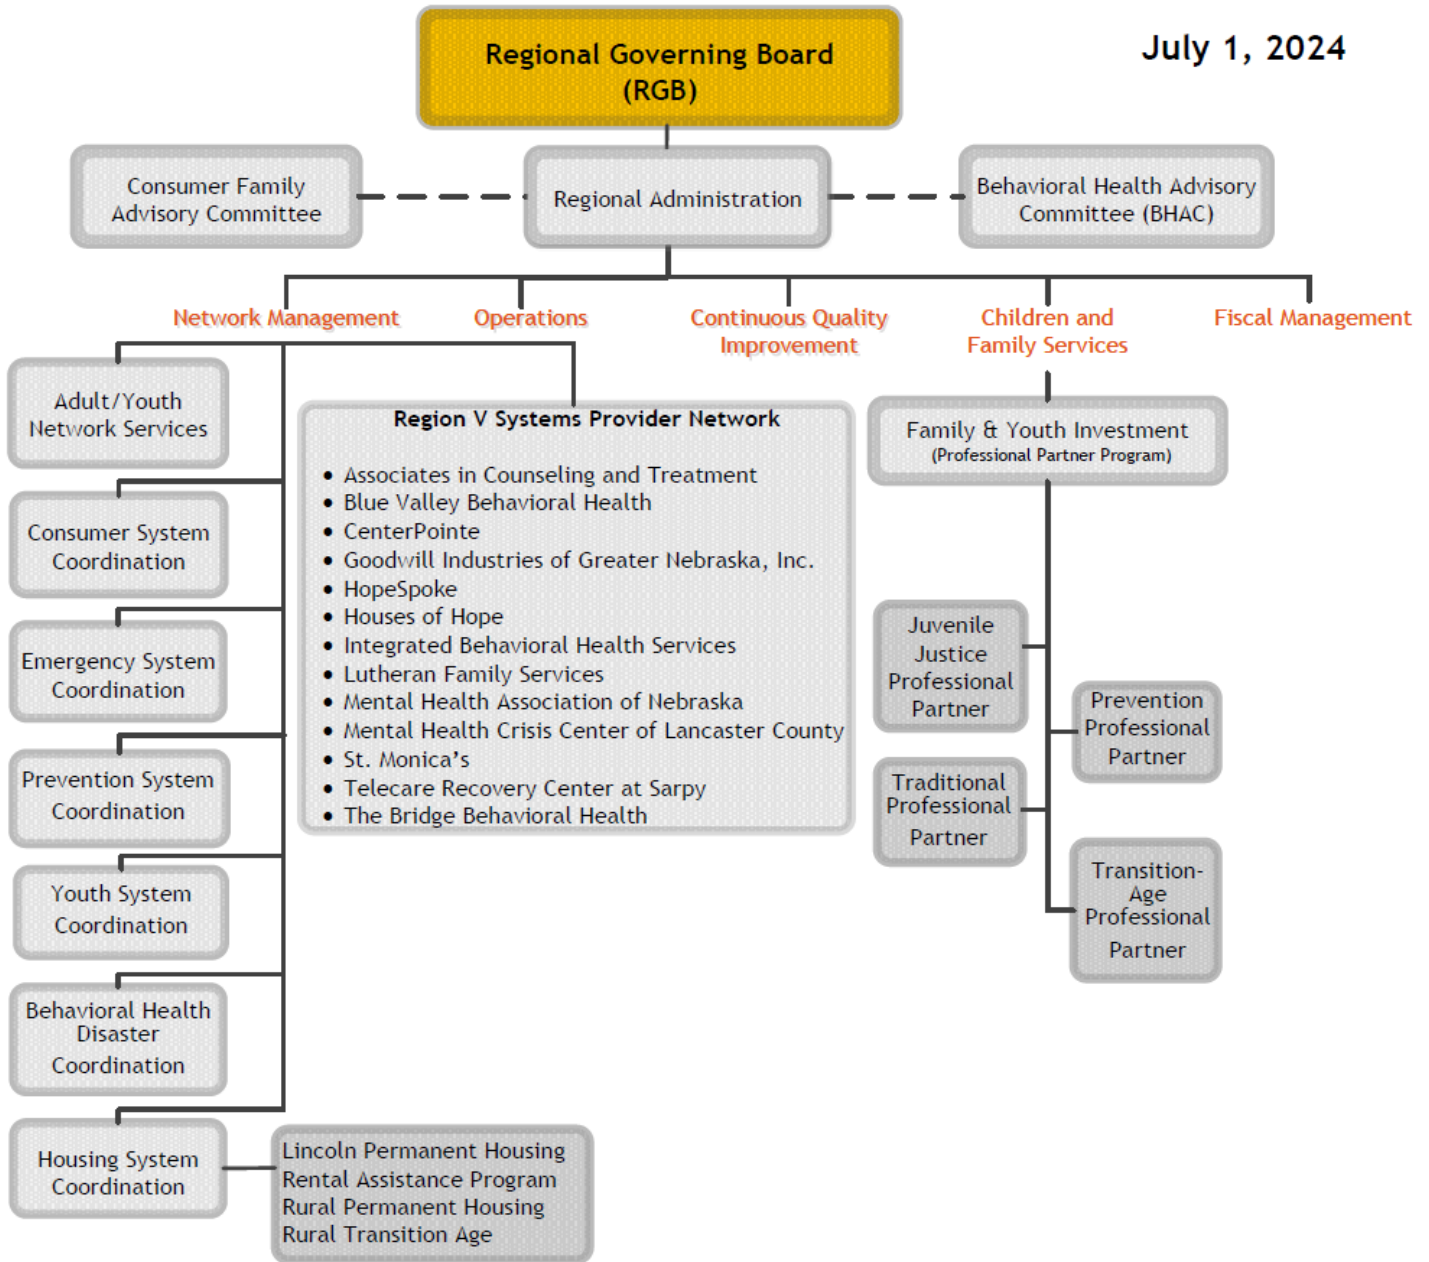 Regional Governing Board
(RGB)
July 1, 2024
Consumer Family
Advisory Committee
Regional Administration
Behavioral Health Advisory
Committee (BHAC)
Network Management
Operations
Continuous Quality
Improvement
Children and
Family Services
Fiscal Management
Adult/Youth
Network Services
Consumer System
Coordination
Emergency System
Coordination
Prevention System
Coordination
Youth System
Coordination
Behavioral Health
Disaster
Coordination
Housing System
Coordination
Lincoln Permanent Housing
Rental Assistance Program
Rural Permanent Housing
Rural Transition Age
Region V Systems Provider Network
• Associates in Counseling and Treatment
• Blue Valley Behavioral Health
• CenterPointe
• Goodwill Industries of Greater Nebraska, Inc.
• HopeSpoke
• Houses of Hope
• Integrated Behavioral Health Services
• Lutheran Family Services
• Mental Health Association of Nebraska
• Mental Health Crisis Center of Lancaster County
• St. Monica’s
• Telecare Recovery Center at Sarpy
• The Bridge Behavioral Health
Family & Youth Investment
(Professional Partner Program)
Juvenile
Justice
Professional
Partner
Prevention
Professional
Partner
Traditional
Professional
Partner
Transition-
Age
Professional
Partner